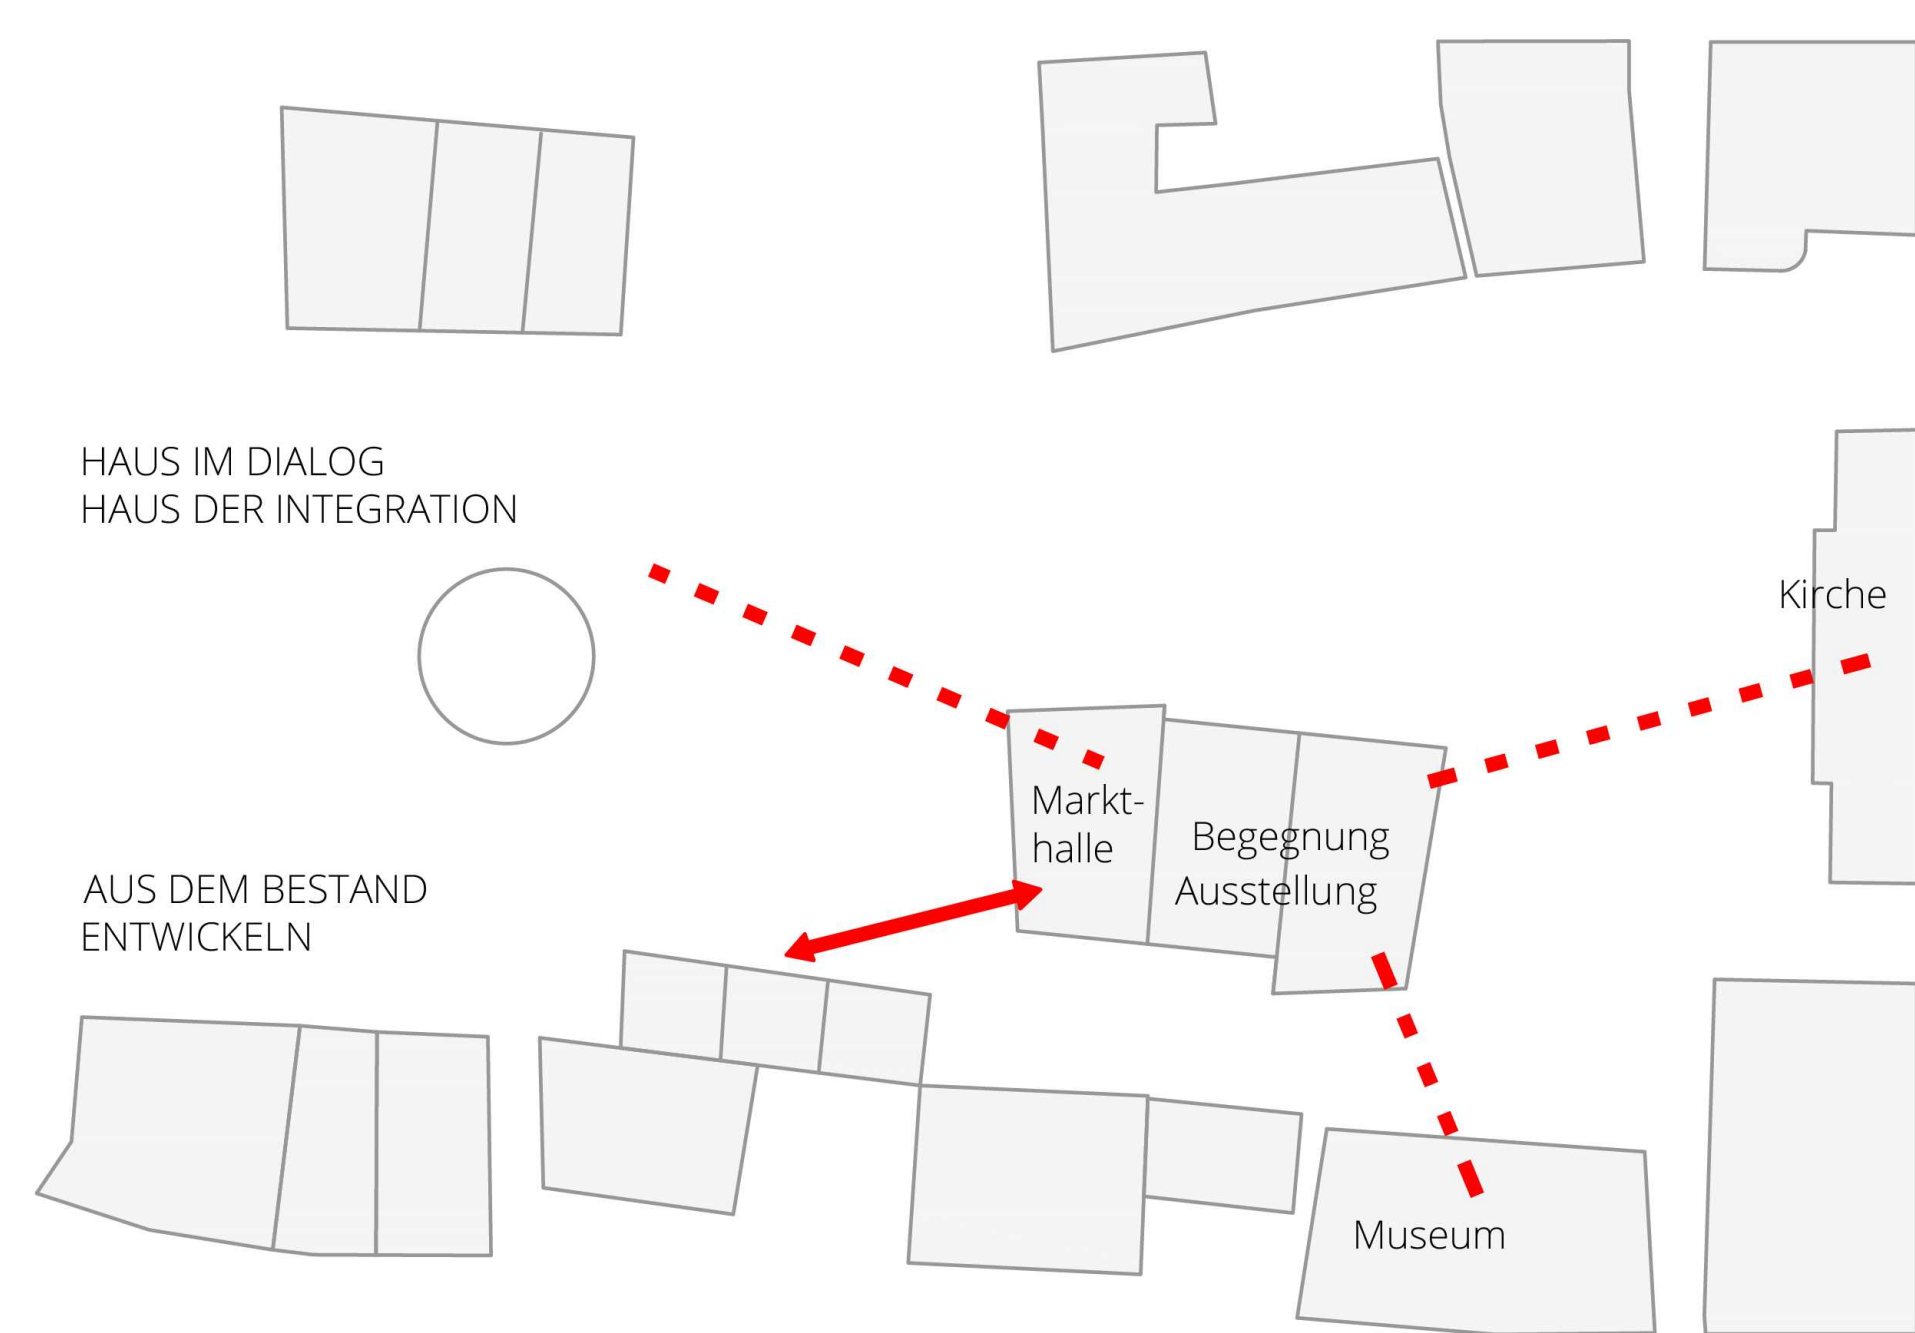 HAUS IM DIALOG
HAUS DER INTEGRATION
Kirche
Markt-
halle
Begegnung
Ausstellung
AUS DEM BESTAND
ENTWICKELN
Museum